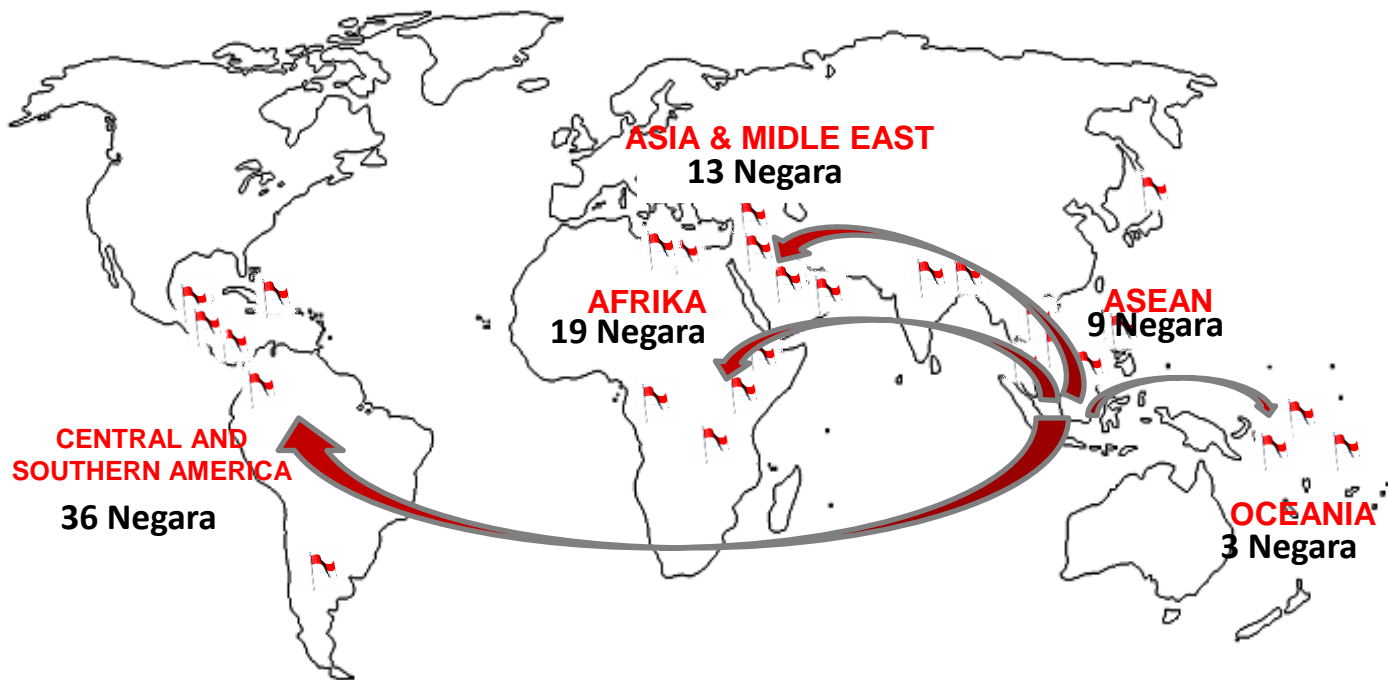 ASIA & MIDLE EAST
13 Negara
AFRIKA
19 Negara
ASEAN
9 Negara
CENTRAL AND
SOUTHERN AMERICA
36 Negara
OCEANIA
3 Negara